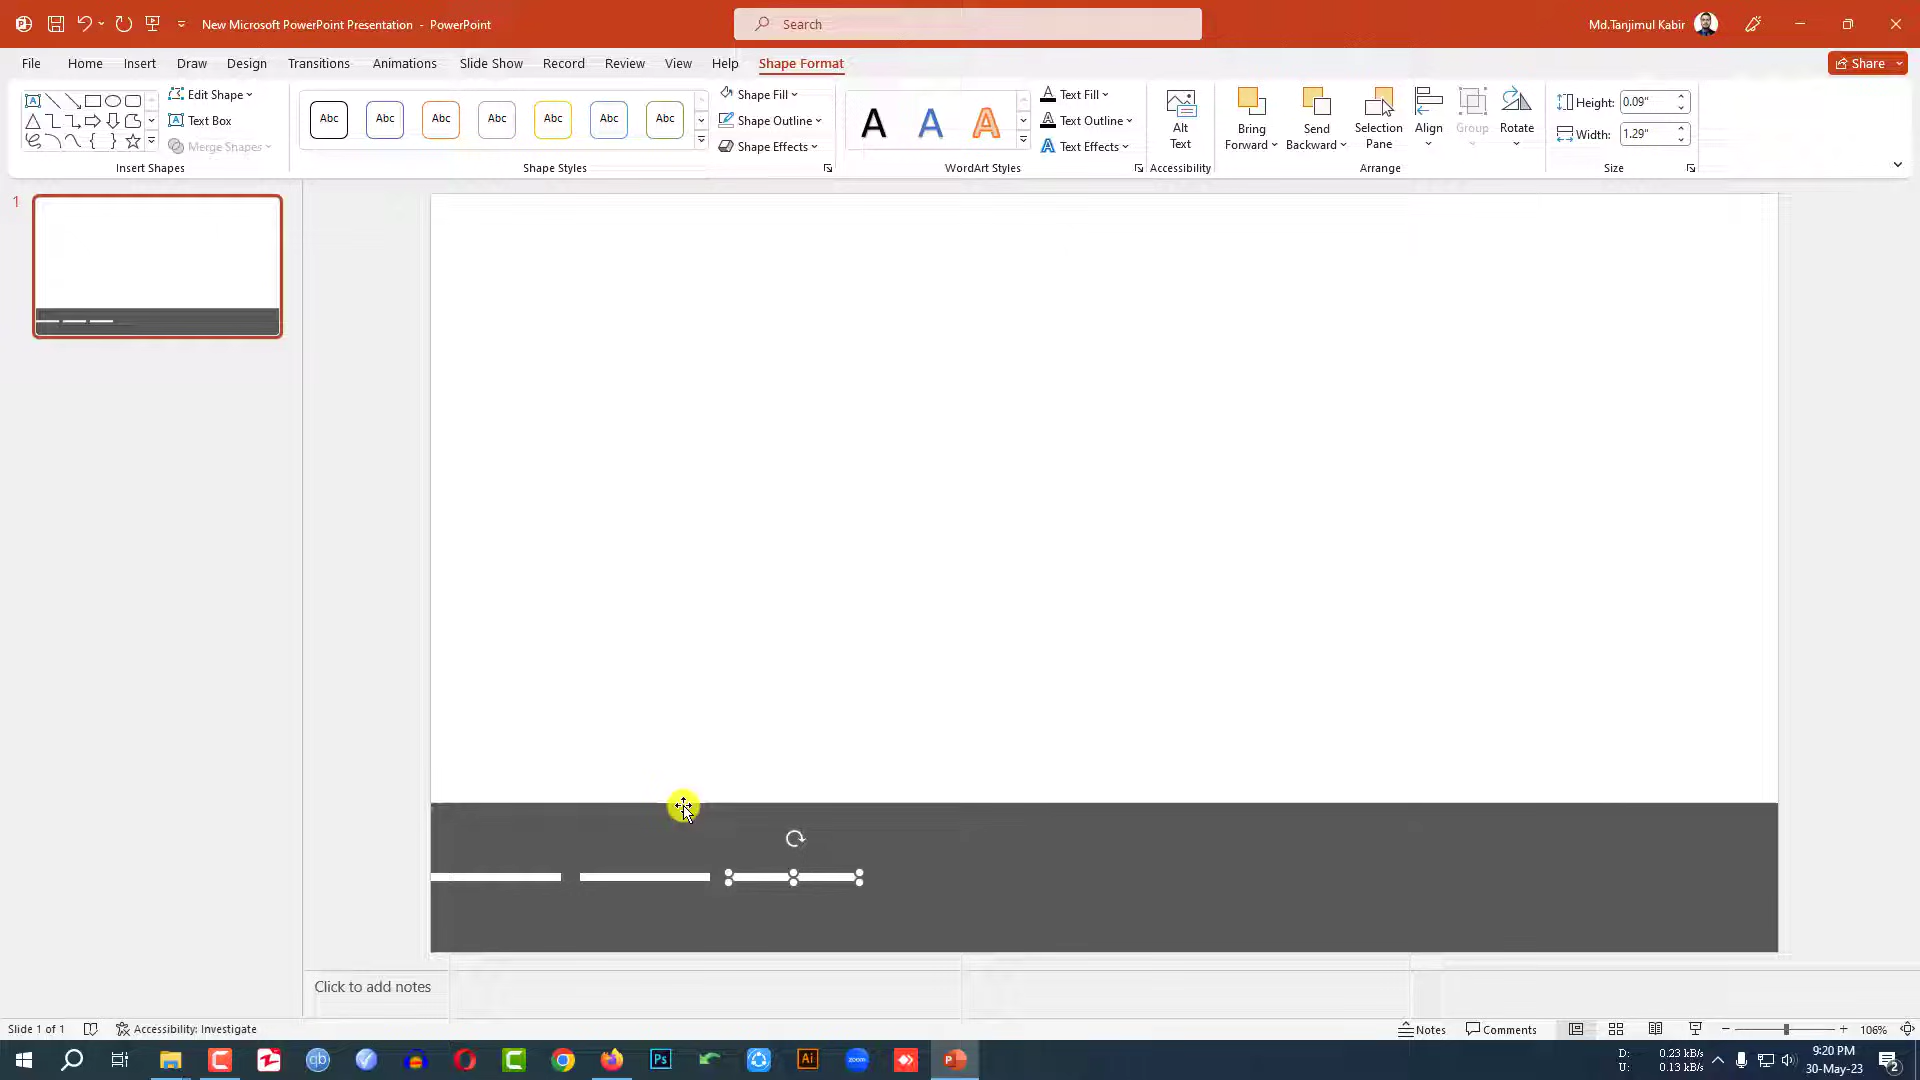 New Microsoft PowerPoint Presentation - PowerPoint
Search
Md.Tanjimul Kabir
File Home Insert Draw Design Transitions Animations Slide Show Record Review View Help Shape Format
Share
Edit Shape
Text Box
Merge Shapes
Insert Shapes
Abc Abc Abc Abc Abc Abc Abc
Shape Fill
Shape Outline
Shape Effects
Shape Styles
A A A
Text Fill
Text Outline
Text Effects
WordArt Styles
Alt
Text
Accessibility
Bring
Forward
Send
Backward
Selection
Pane
Align
Group
Rotate
Arrange
Height: 0.09"
Width: 1.29"
Size
1
Click to add notes
Slide 1 of 1
Accessibility: Investigate
Notes
Comments
106%
qb
Ps
Ai
zoom
D: 0.23 kB/s
U: 0.13 kB/s
9:20 PM
30-May-23
2